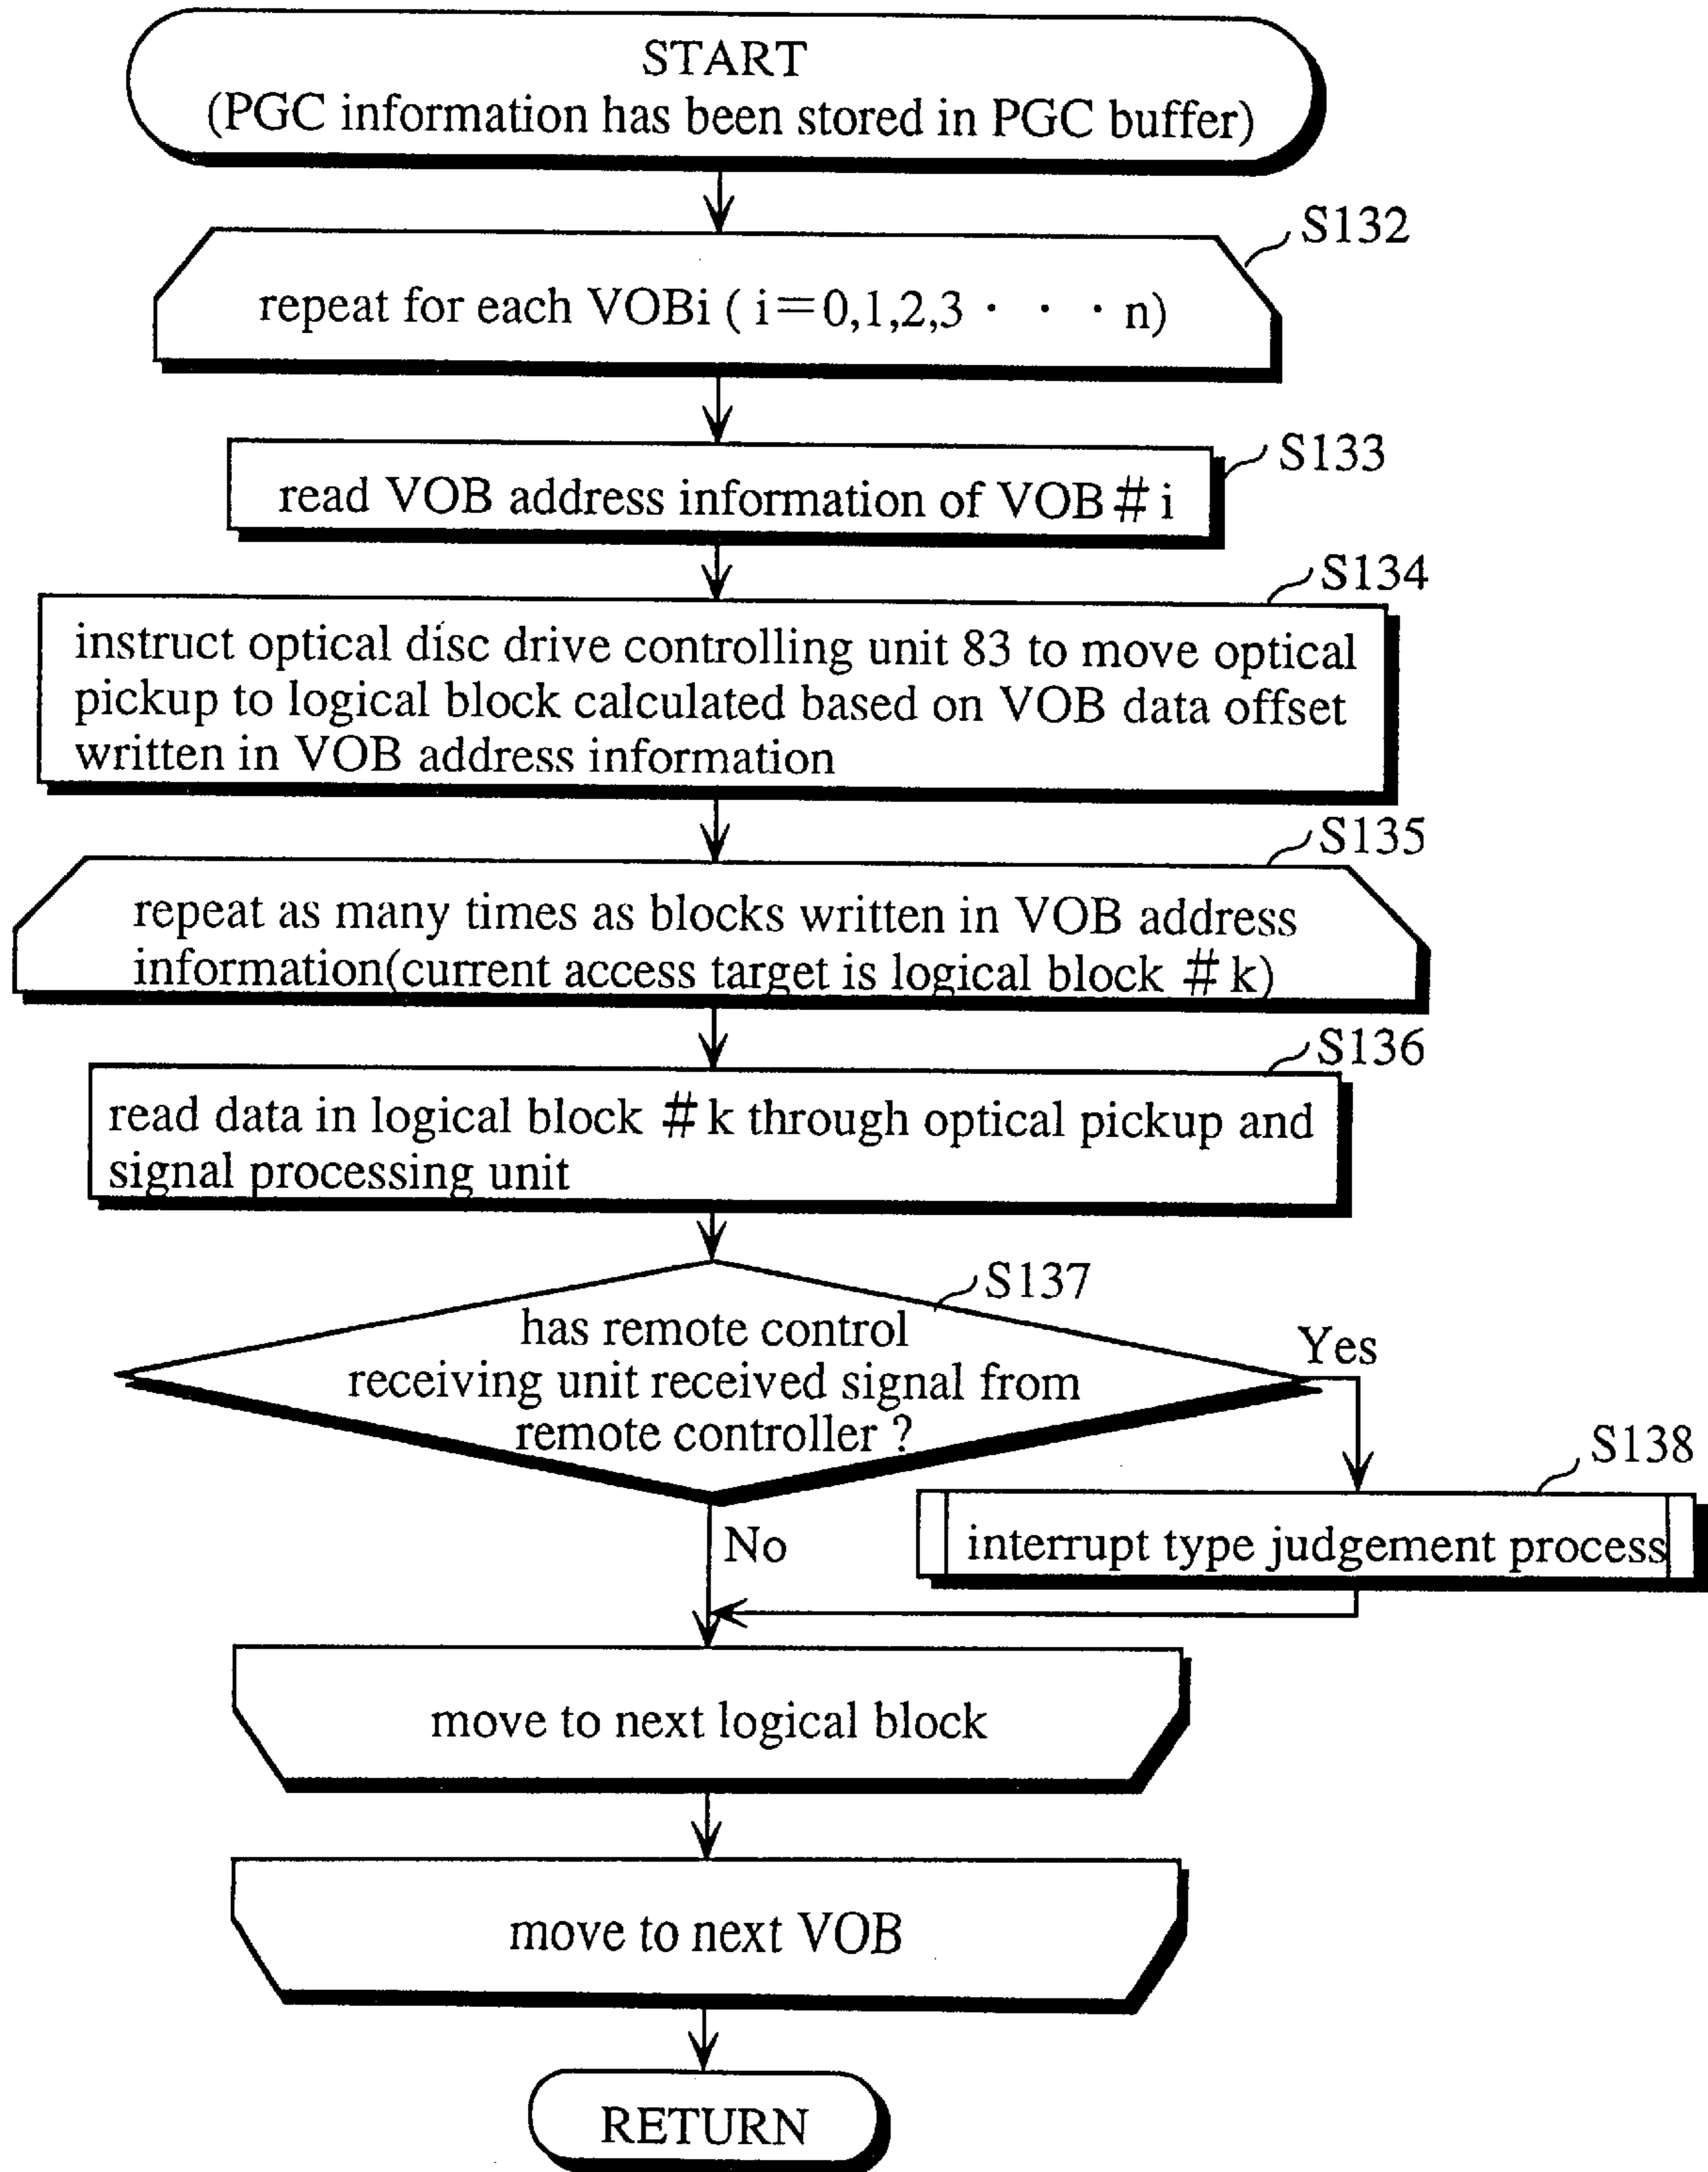 START
(PGC information has been stored in PGC buffer)
S132
repeat for each VOBi ( i=0,1,2,3 · · · n)
S133
read VOB address information of VOB # i
S134
instruct optical disc drive controlling unit 83 to move optical
pickup to logical block calculated based on VOB data offset
written in VOB address information
S135
repeat as many times as blocks written in VOB address
information(current access target is logical block # k)
S136
read data in logical block # k through optical pickup and
signal processing unit
S137
has remote control
receiving unit received signal from
remote controller ?
Yes
S138
No
interrupt type judgement process
move to next logical block
move to next VOB
RETURN